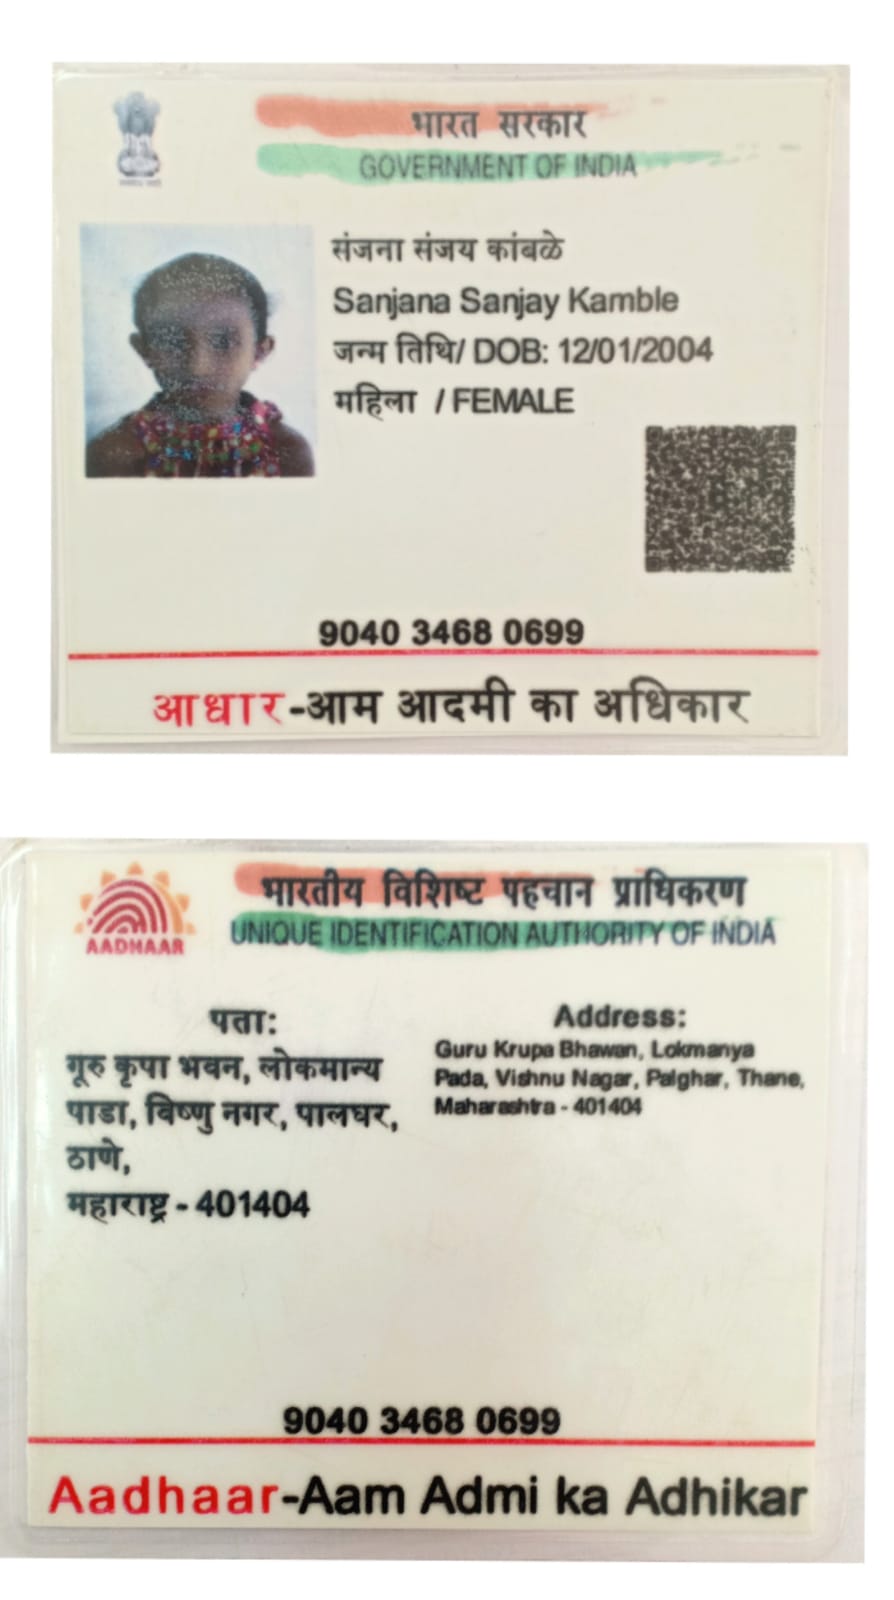 भारत सरकार
GOVERNMENT OF INDIA
संजना संजय कांबळे
Sanjana Sanjay Kamble
जन्म तिथि/ DOB: 12/01/2004
महिला / FEMALE
9040 3468 0699
आधार-आम आदमी का अधिकार
भारतीय विशिष्ट पहचान प्राधिकरण
UNIQUE IDENTIFICATION AUTHORITY OF INDIA
AADHAAR
पता:
गूरु कृपा भवन, लोकमान्य
पाडा, विष्णु नगर, पालघर,
ठाणे,
महाराष्ट्र - 401404
Address:
Guru Krupa Bhawan, Lokmanya
Pada, Vishnu Nagar, Palghar, Thane,
Maharashtra - 401404
9040 3468 0699
Aadhaar-Aam Admi ka Adhikar